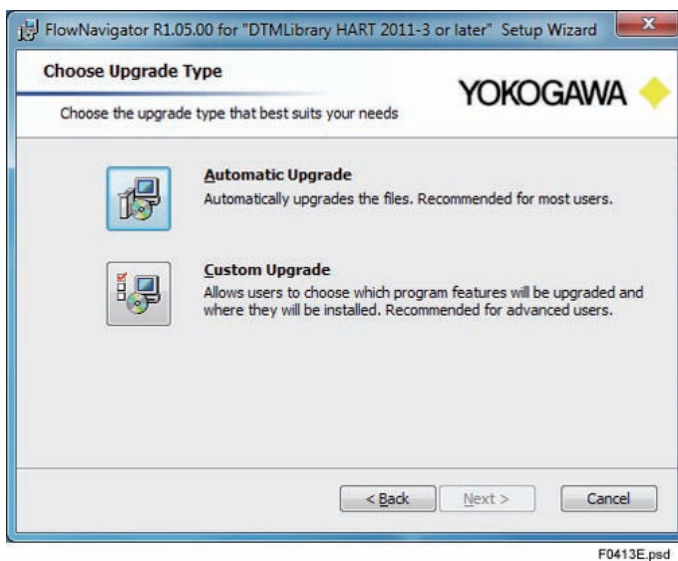 FlowNavigator R1.05.00 for "DTMLibrary HART 2011-3 or later" Setup Wizard
Choose Upgrade Type
Choose the upgrade type that best suits your needs
YOKOGAWA
Automatic Upgrade
Automatically upgrades the files. Recommended for most users.
Custom Upgrade
Allows users to choose which program features will be upgraded and
where they will be installed. Recommended for advanced users.
< Back
Next >
Cancel
F0413E.psd